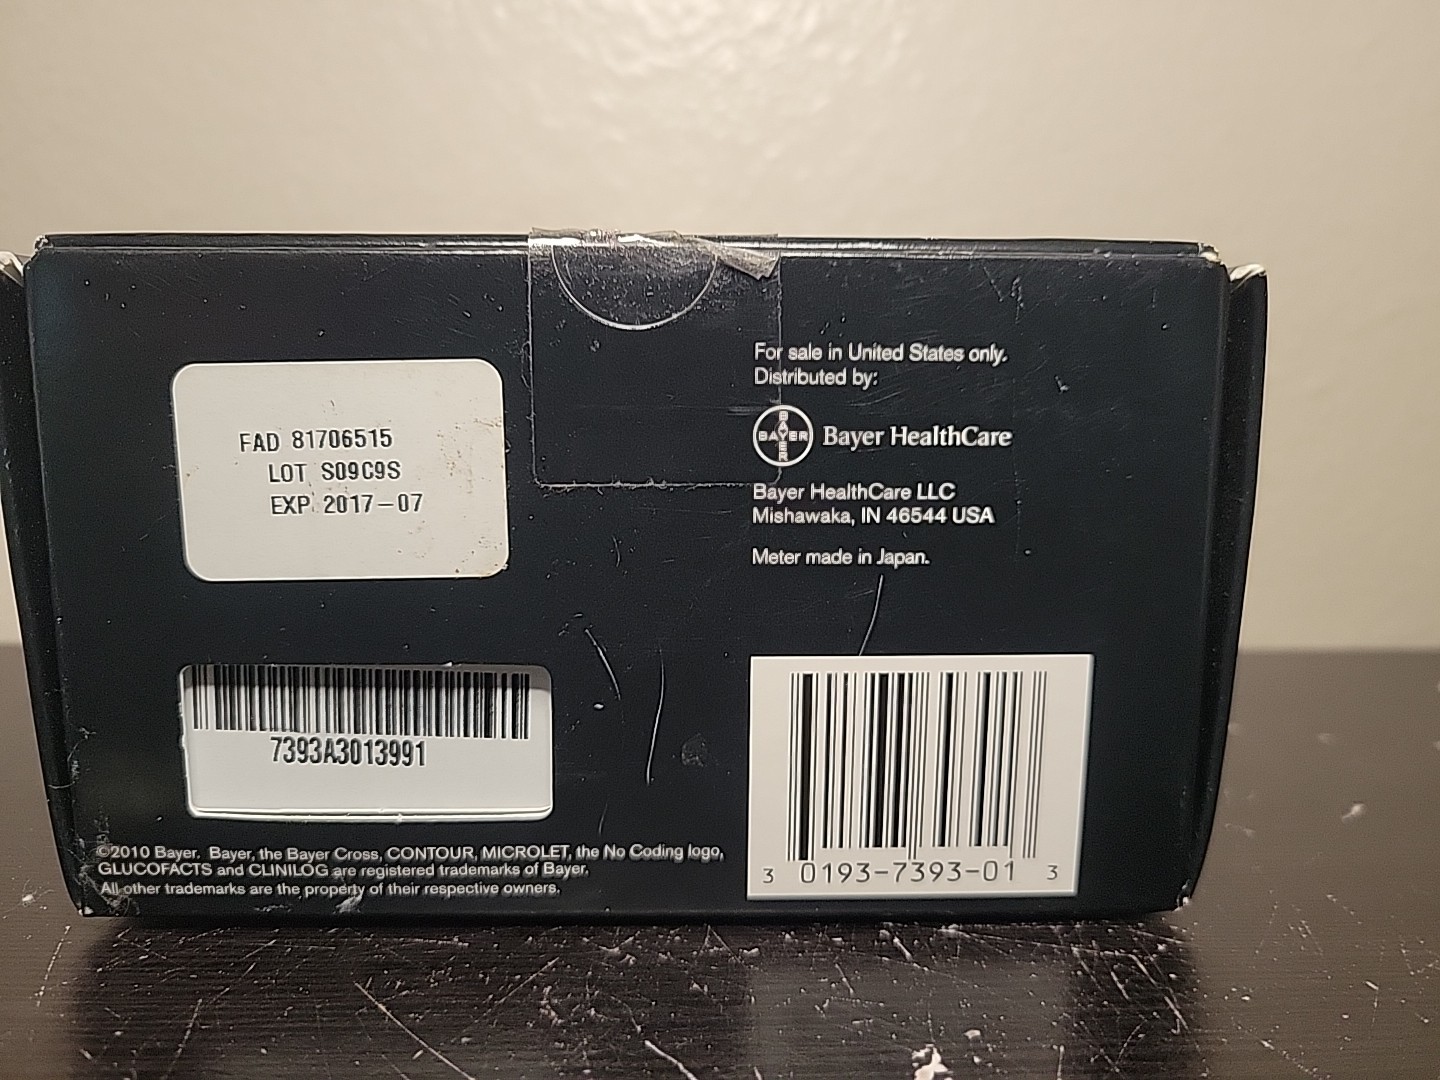 FAD 81706515
LOT S09C9S
EXP 2017-07
7393A3013991
©2010 Bayer. Bayer, the Bayer Cross, CONTOUR, MICROLET, the No Coding logo,
GLUCOFACTS and CLINILOG are registered trademarks of Bayer.
All other trademarks are the property of their respective owners.
For sale in United States only.
Distributed by:
BAYER
BAYER
Bayer HealthCare
Bayer HealthCare LLC
Mishawaka, IN 46544 USA
Meter made in Japan.
3 0193-7393-01 3